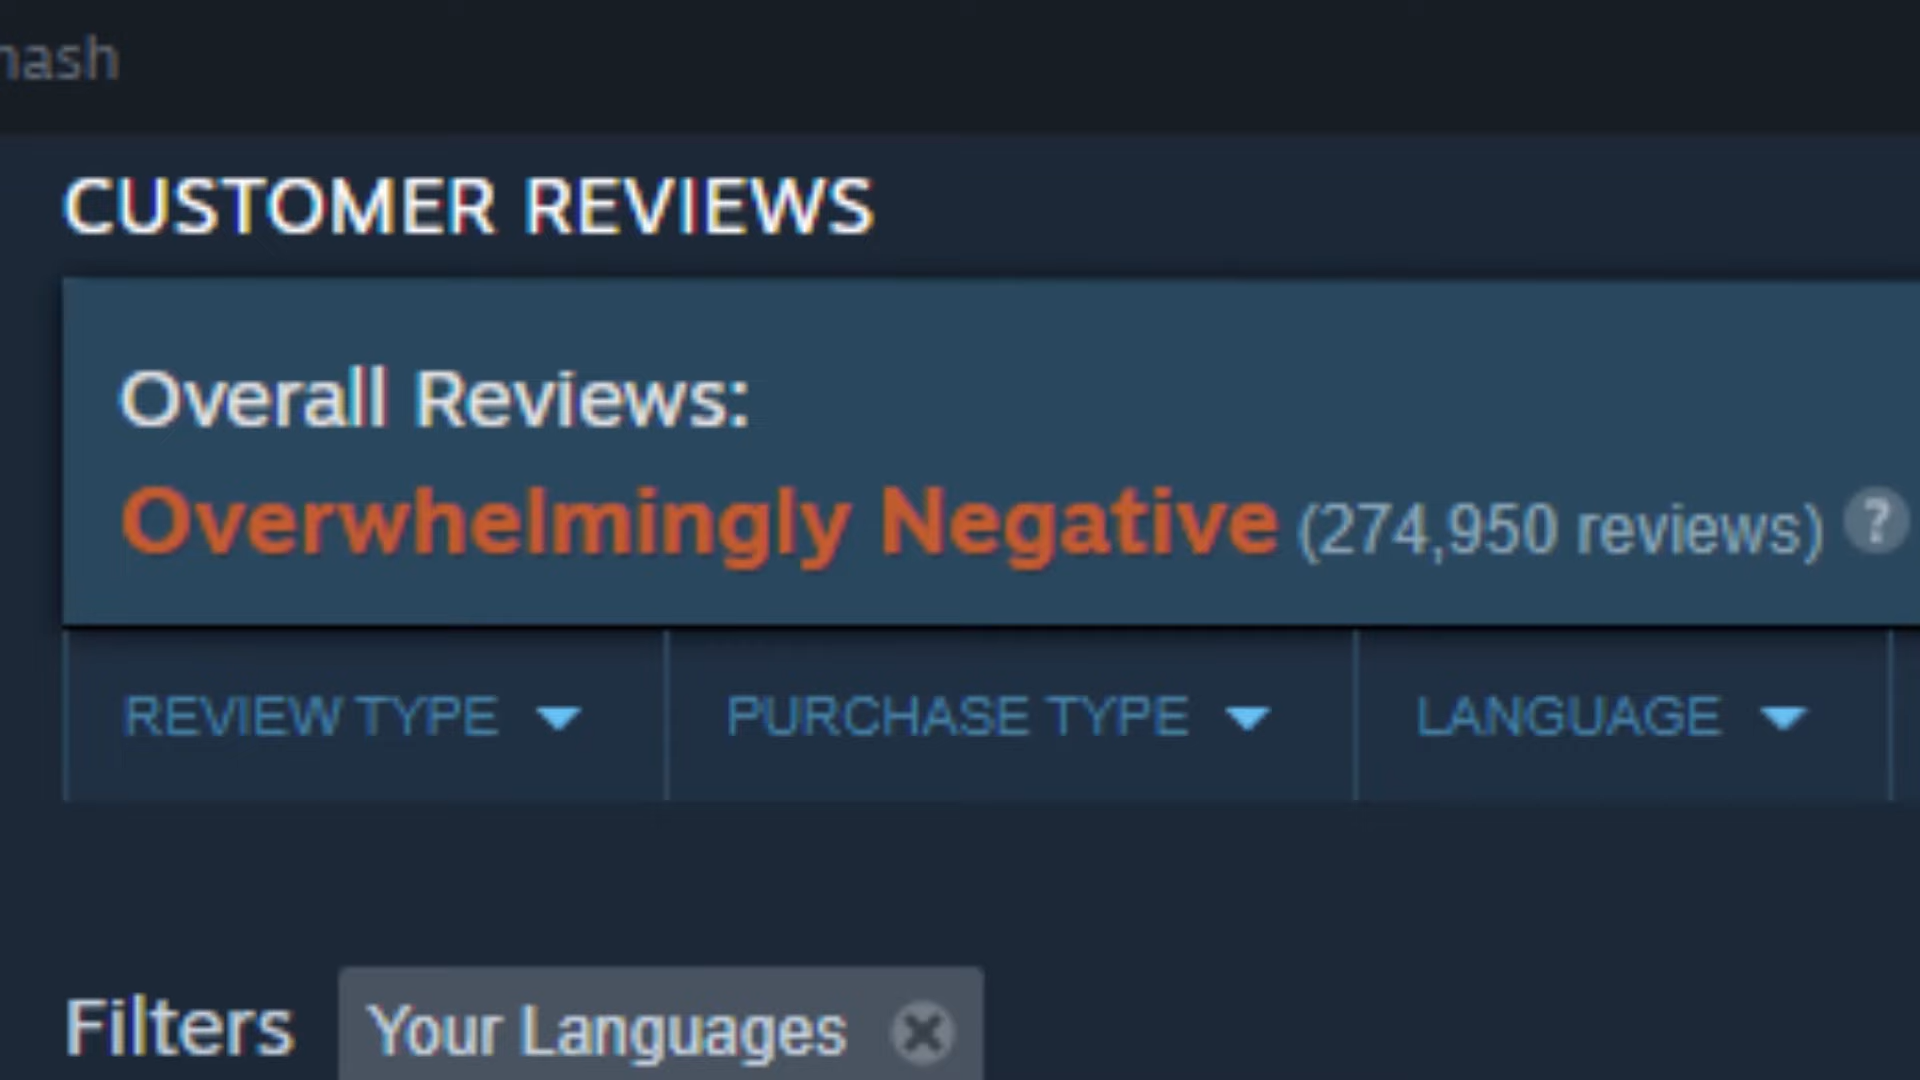 CUSTOMER REVIEWS
Overall Reviews:
Overwhelmingly Negative (274,950 reviews) ?
REVIEW TYPE PURCHASE TYPE LANGUAGE
Filters Your Languages